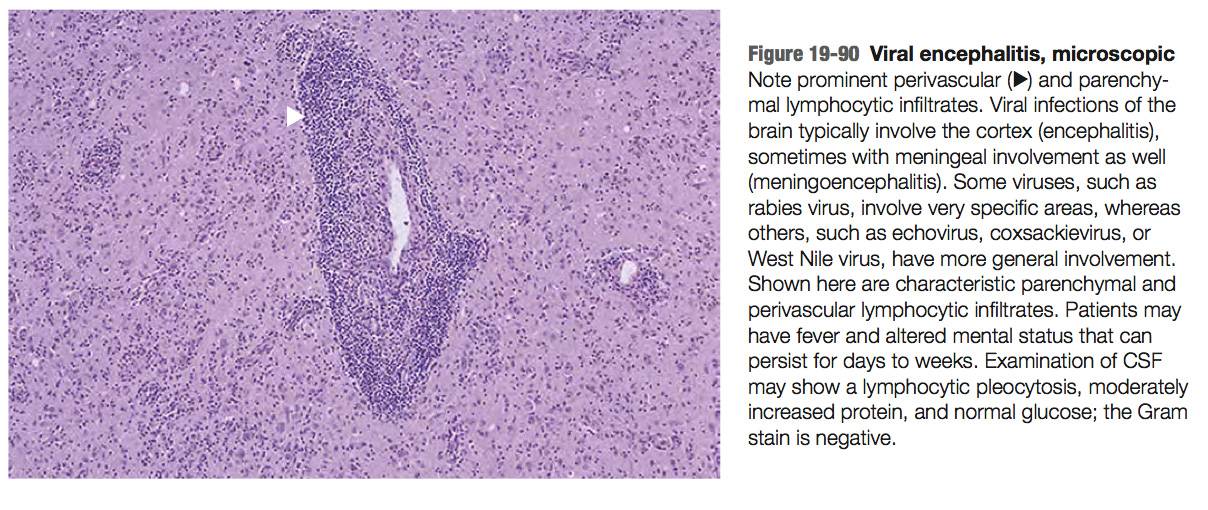 Figure 19-90 Viral encephalitis, microscopic
Note prominent perivascular (▶) and parenchy-
mal lymphocytic infiltrates. Viral infections of the
brain typically involve the cortex (encephalitis),
sometimes with meningeal involvement as well
(meningoencephalitis). Some viruses, such as
rabies virus, involve very specific areas, whereas
others, such as echovirus, coxsackievirus, or
West Nile virus, have more general involvement.
Shown here are characteristic parenchymal and
perivascular lymphocytic infiltrates. Patients may
have fever and altered mental status that can
persist for days to weeks. Examination of CSF
may show a lymphocytic pleocytosis, moderately
increased protein, and normal glucose; the Gram
stain is negative.